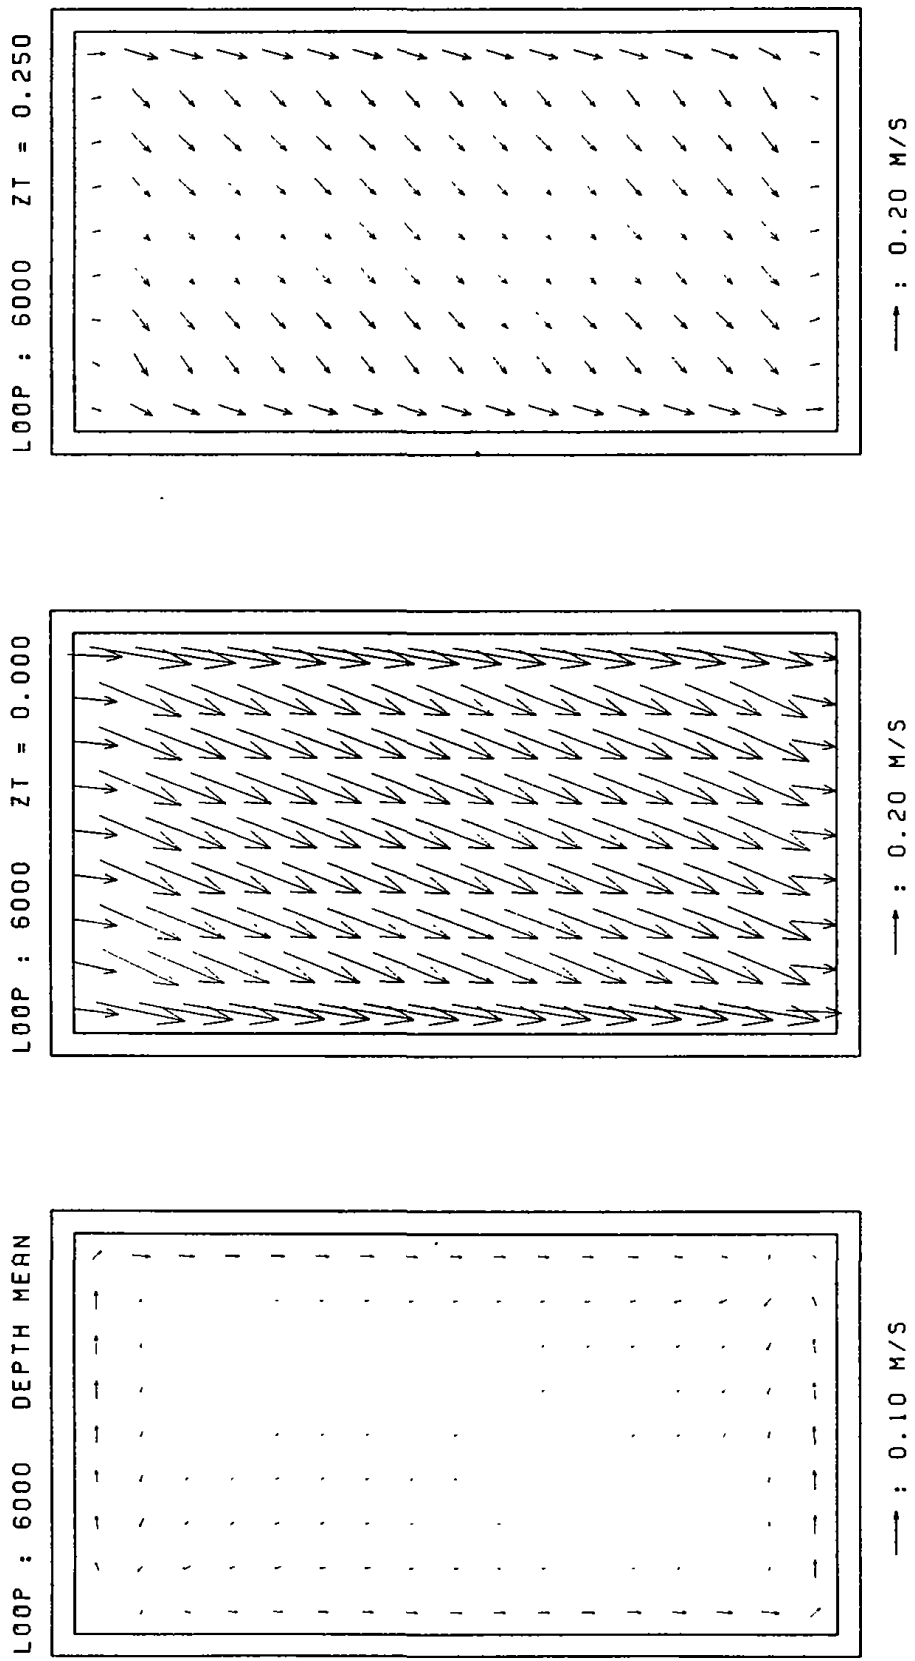 LOOP : 6000 DEPTH MEAN
→ : 0.10 M/S
LOOP : 6000 ZT = 0.000
→ : 0.20 M/S
LOOP : 6000 ZT = 0.250
→ : 0.20 M/S